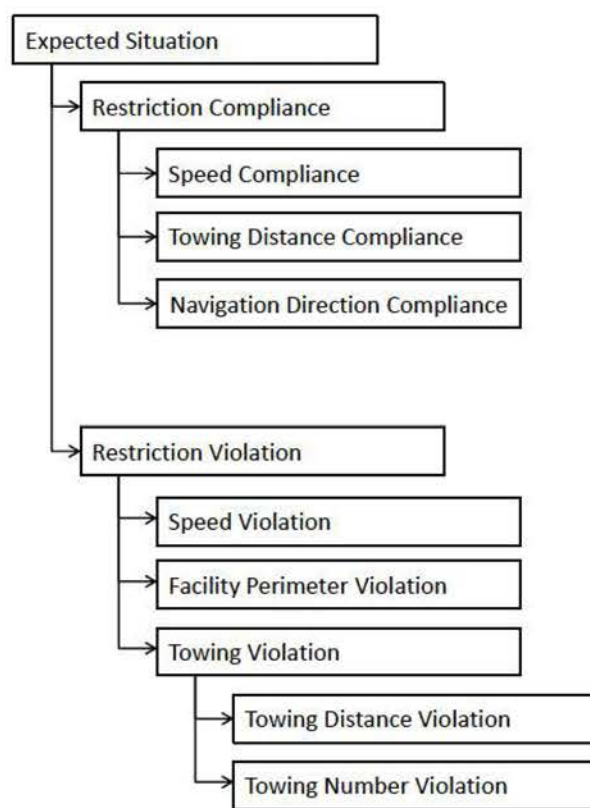 Expected Situation
Restriction Compliance
Speed Compliance
Towing Distance Compliance
Navigation Direction Compliance
Restriction Violation
Speed Violation
Facility Perimeter Violation
Towing Violation
Towing Distance Violation
Towing Number Violation